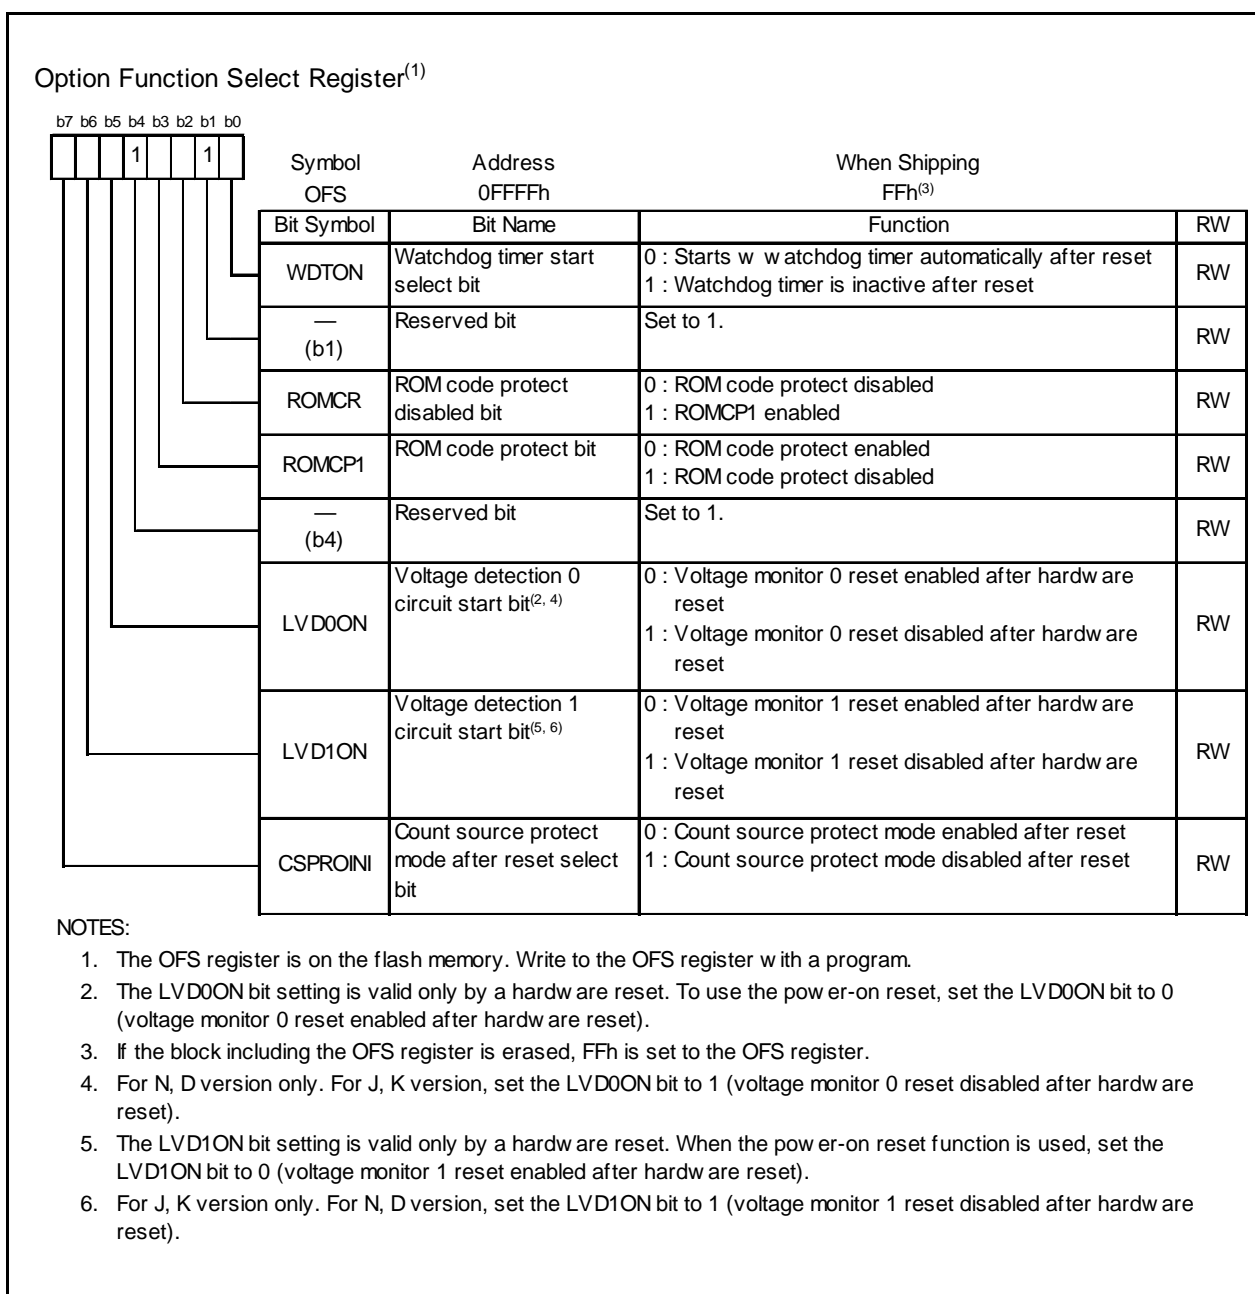 Option Function Select Register(1)
b7 b6 b5 b4 b3 b2 b1 b0
1 1
Symbol Address When Shipping
OFS 0FFFFh FFh(3)
Bit Symbol Bit Name Function RW
WDTON Watchdog timer start select bit 0 : Starts w w atchdog timer automatically after reset RW
1 : Watchdog timer is inactive after reset
— (b1) Reserved bit Set to 1. RW
ROMCR ROM code protect disabled bit 0 : ROM code protect disabled RW
1 : ROMCP1 enabled
ROMCP1 ROM code protect bit 0 : ROM code protect enabled RW
1 : ROM code protect disabled
— (b4) Reserved bit Set to 1. RW
LVD0ON Voltage detection 0 circuit start bit(2, 4) 0 : Voltage monitor 0 reset enabled after hardw are reset RW
1 : Voltage monitor 0 reset disabled after hardw are reset
LVD1ON Voltage detection 1 circuit start bit(5, 6) 0 : Voltage monitor 1 reset enabled after hardw are reset RW
1 : Voltage monitor 1 reset disabled after hardw are reset
CSPROINI Count source protect mode after reset select bit 0 : Count source protect mode enabled after reset RW
1 : Count source protect mode disabled after reset
NOTES:
1. The OFS register is on the flash memory. Write to the OFS register w ith a program.
2. The LVD0ON bit setting is valid only by a hardw are reset. To use the pow er-on reset, set the LVD0ON bit to 0
(voltage monitor 0 reset enabled after hardw are reset).
3. If the block including the OFS register is erased, FFh is set to the OFS register.
4. For N, D version only. For J, K version, set the LVD0ON bit to 1 (voltage monitor 0 reset disabled after hardw are
reset).
5. The LVD1ON bit setting is valid only by a hardw are reset. When the pow er-on reset function is used, set the
LVD1ON bit to 0 (voltage monitor 1 reset enabled after hardw are reset).
6. For J, K version only. For N, D version, set the LVD1ON bit to 1 (voltage monitor 1 reset disabled after hardw are
reset).